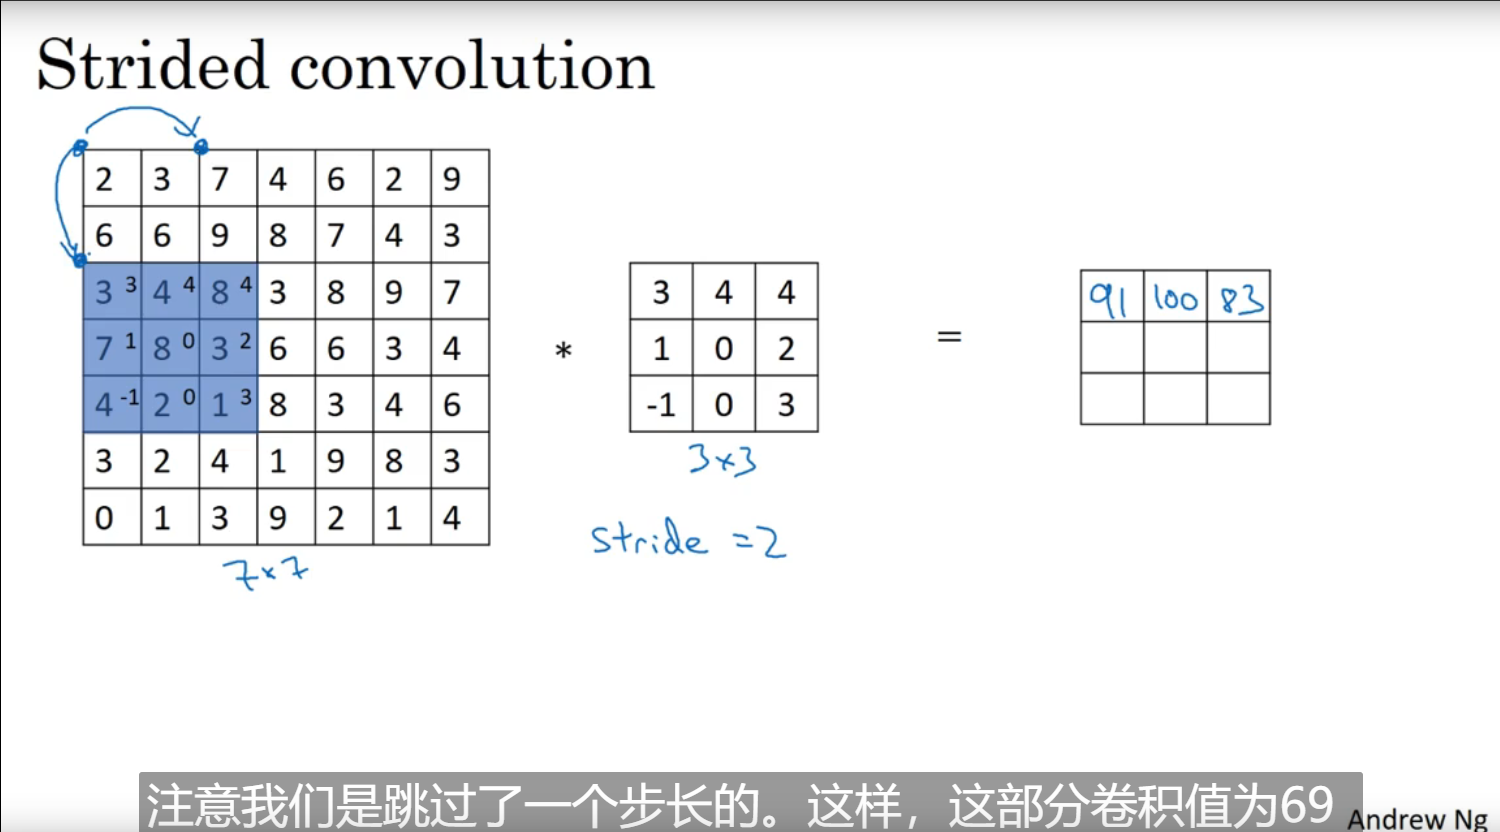 Strided convolution
2 3 7 4 6 2 9
6 6 9 8 7 4 3
3 3 4 4 8 4 3 8 9 7
7 1 8 0 3 2 6 6 3 4
4 -1 2 0 1 3 8 3 4 6
3 2 4 1 9 8 3
0 1 3 9 2 1 4
7×7
*
3 4 4
1 0 2
-1 0 3
3×3
stride = 2
=
91 100 83
注意我们是跳过了一个步长的。这样，这部分卷积值为69
Andrew Ng